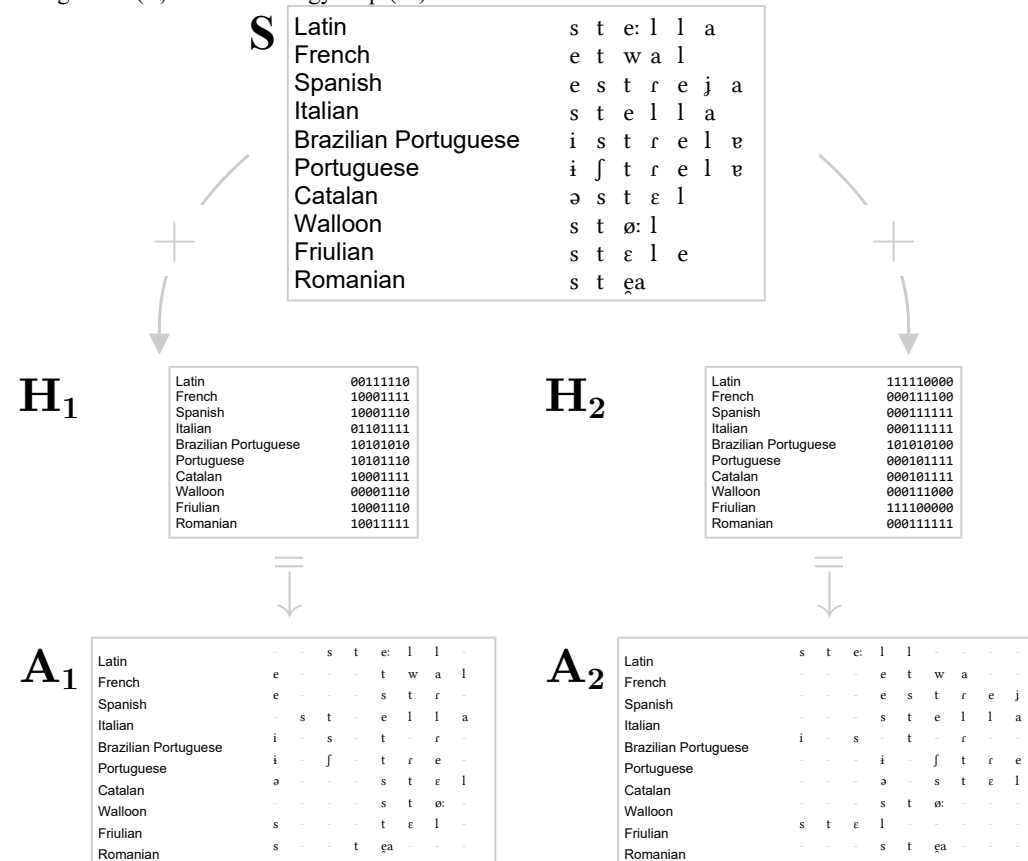 S
Latin s t eː l l a
French e t w a l
Spanish e s t ɾ e ʝ a
Italian s t e l l a
Brazilian Portuguese i s t ɾ e l ɐ
Portuguese ɨ ʃ t ɾ e l ɐ
Catalan ə s t ɛ l
Walloon s t øː l
Friulian s t ɛ l e
Romanian s t e̯a
H1
Latin 00111110
French 10001111
Spanish 10001110
Italian 01101111
Brazilian Portuguese 10101010
Portuguese 10101110
Catalan 10001111
Walloon 00001110
Friulian 10001110
Romanian 10011111
H2
Latin 111110000
French 000111100
Spanish 000111111
Italian 000111111
Brazilian Portuguese 101010100
Portuguese 000101111
Catalan 000101111
Walloon 000111000
Friulian 111100000
Romanian 000111111
A1
Latin - - s t eː l l -
French e - - - t w a l
Spanish e - - - s t ɾ -
Italian - s t - e l l a
Brazilian Portuguese i - s - t - ɾ -
Portuguese ɨ - ʃ - t ɾ e -
Catalan ə - - - s t ɛ l
Walloon - - - - s t øː -
Friulian s - - - t ɛ l -
Romanian s - - t e̯a - - -
A2
Latin s t eː l l - - - -
French - - - e t w a - -
Spanish - - - e s t ɾ e ʝ
Italian - - - s t e l l a
Brazilian Portuguese i - s - t - ɾ - -
Portuguese - - - ɨ - ʃ t ɾ e
Catalan - - - ə - s t ɛ l
Walloon - - - s t øː - - -
Friulian s t ɛ l - - - - -
Romanian - - - s t e̯a - - -